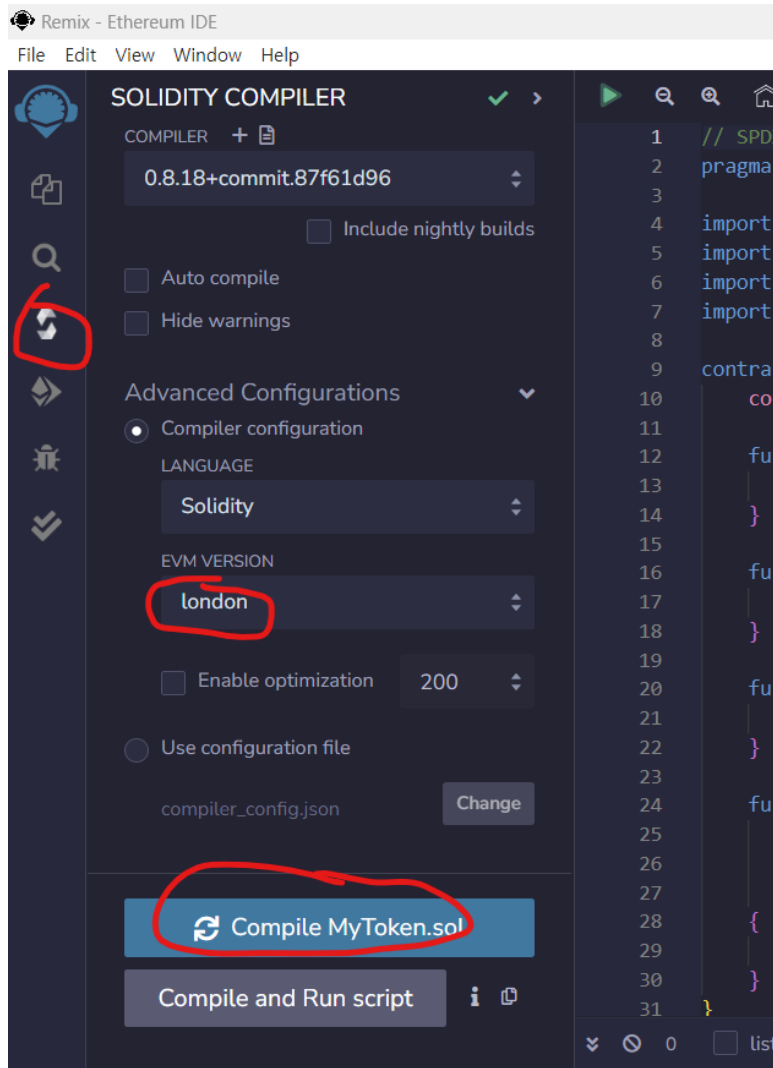 Remix - Ethereum IDE
File Edit View Window Help
SOLIDITY COMPILER
COMPILER
0.8.18+commit.87f61d96
Include nightly builds
Auto compile
Hide warnings
Advanced Configurations
Compiler configuration
LANGUAGE
Solidity
EVM VERSION
london
Enable optimization 200
Use configuration file
compiler_config.json Change
Compile MyToken.sol
Compile and Run script
1 // SPD
2 pragma
3
4 import
5 import
6 import
7 import
8
9 contra
10 co
11
12 fu
13
14 }
15
16 fu
17
18 }
19
20 fu
21
22 }
23
24 fu
25
26
27
28 {
29
30 }
31 }
0 list